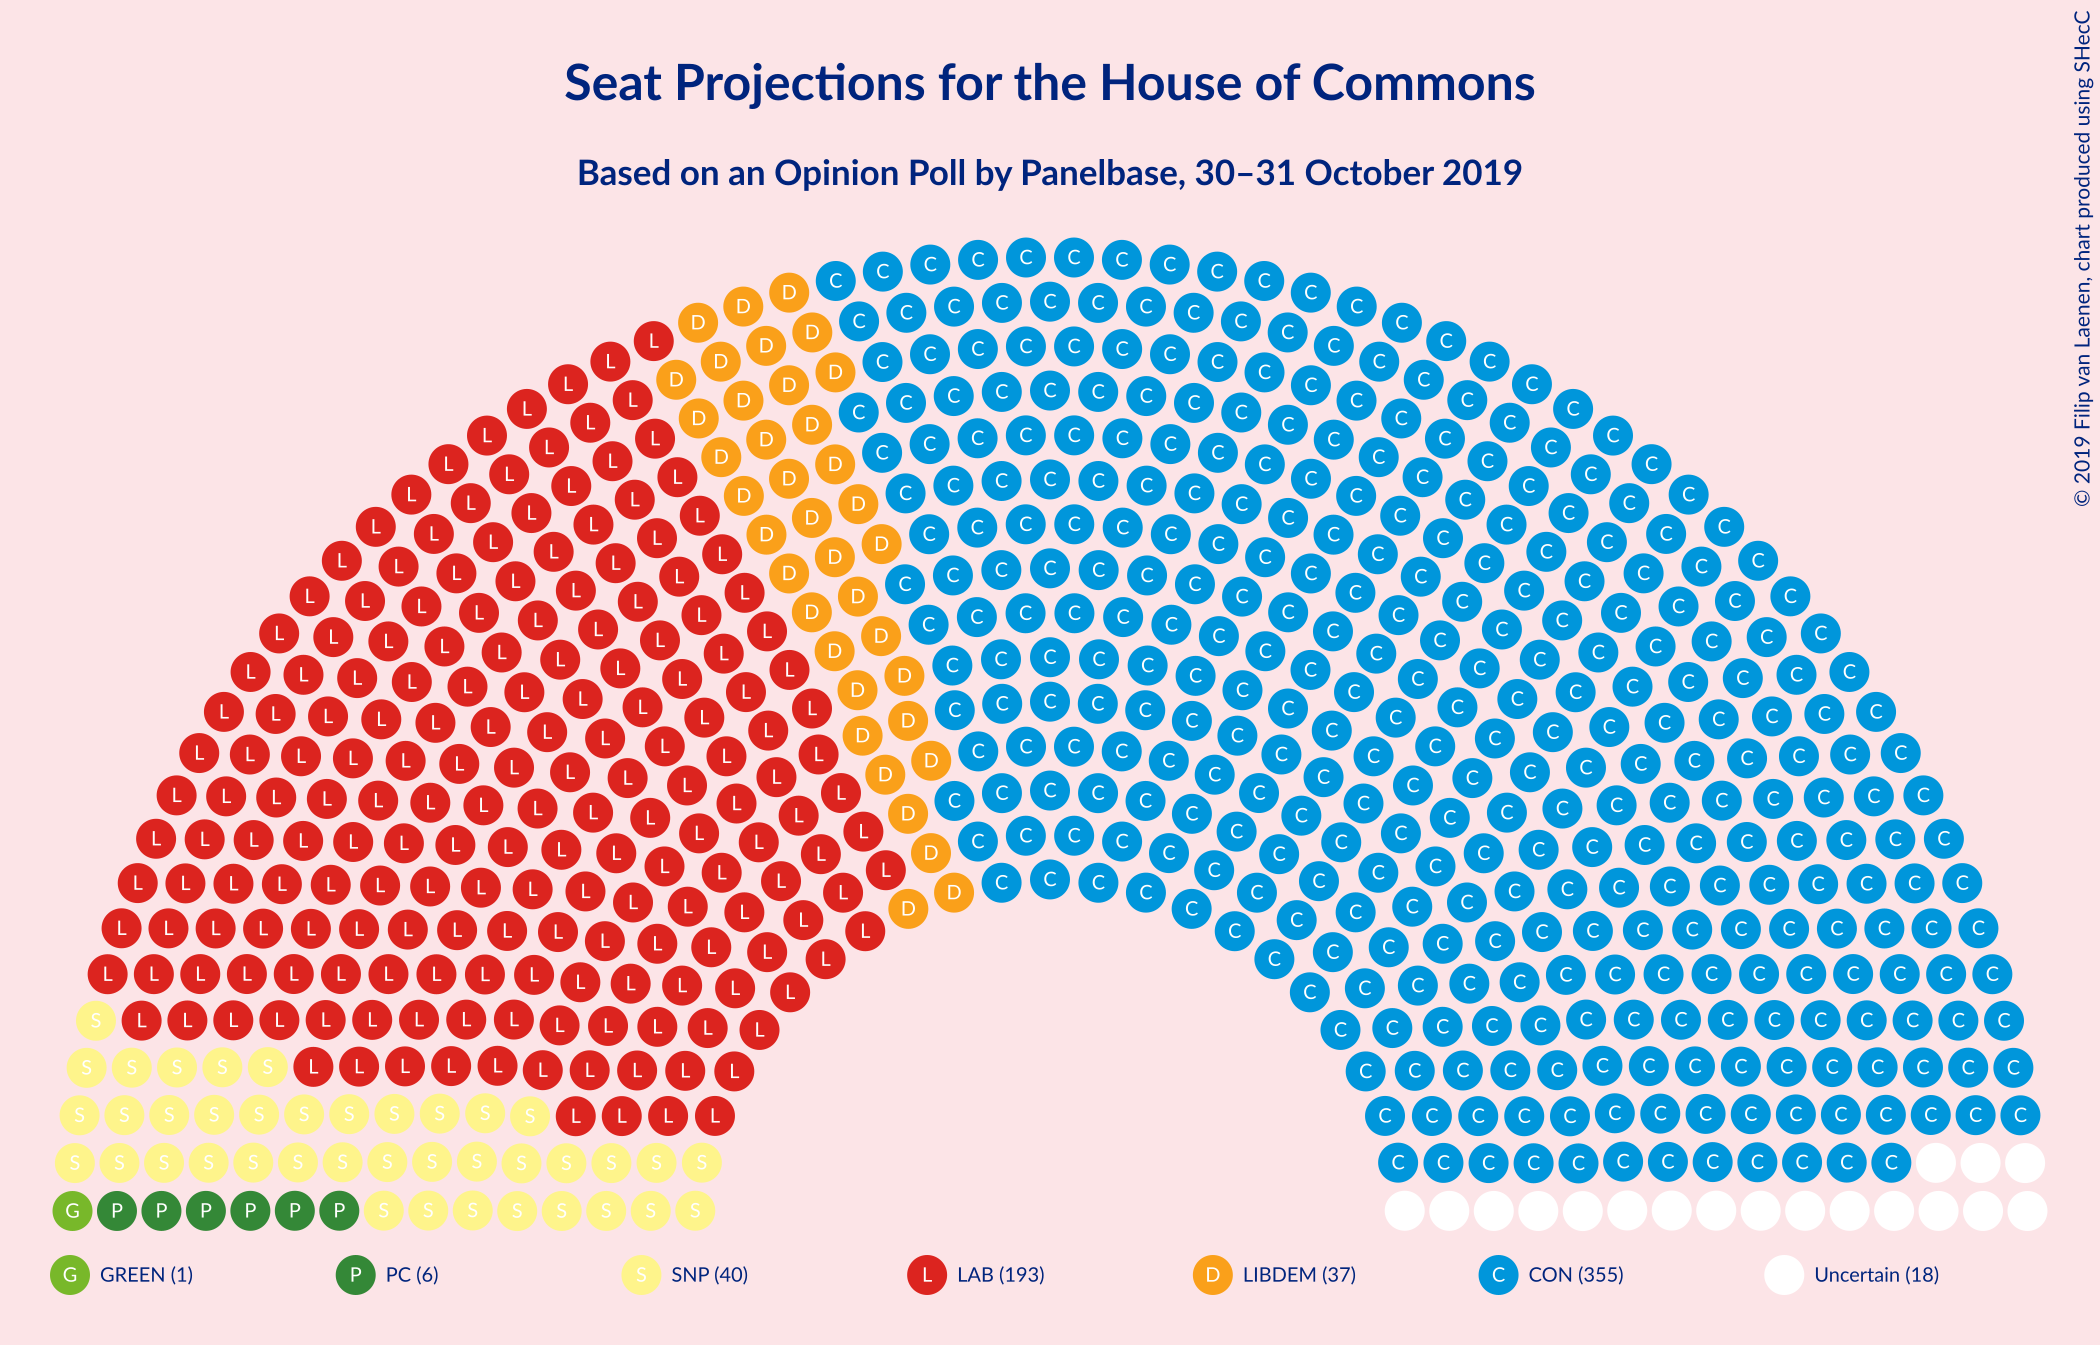 Seat Projections for the House of Commons
Based on an Opinion Poll by Panelbase, 30–31 October 2019
© 2019 Filip van Laenen, chart produced using SHecC
G GREEN (1)
P PC (6)
S SNP (40)
L LAB (193)
D LIBDEM (37)
C CON (355)
Uncertain (18)